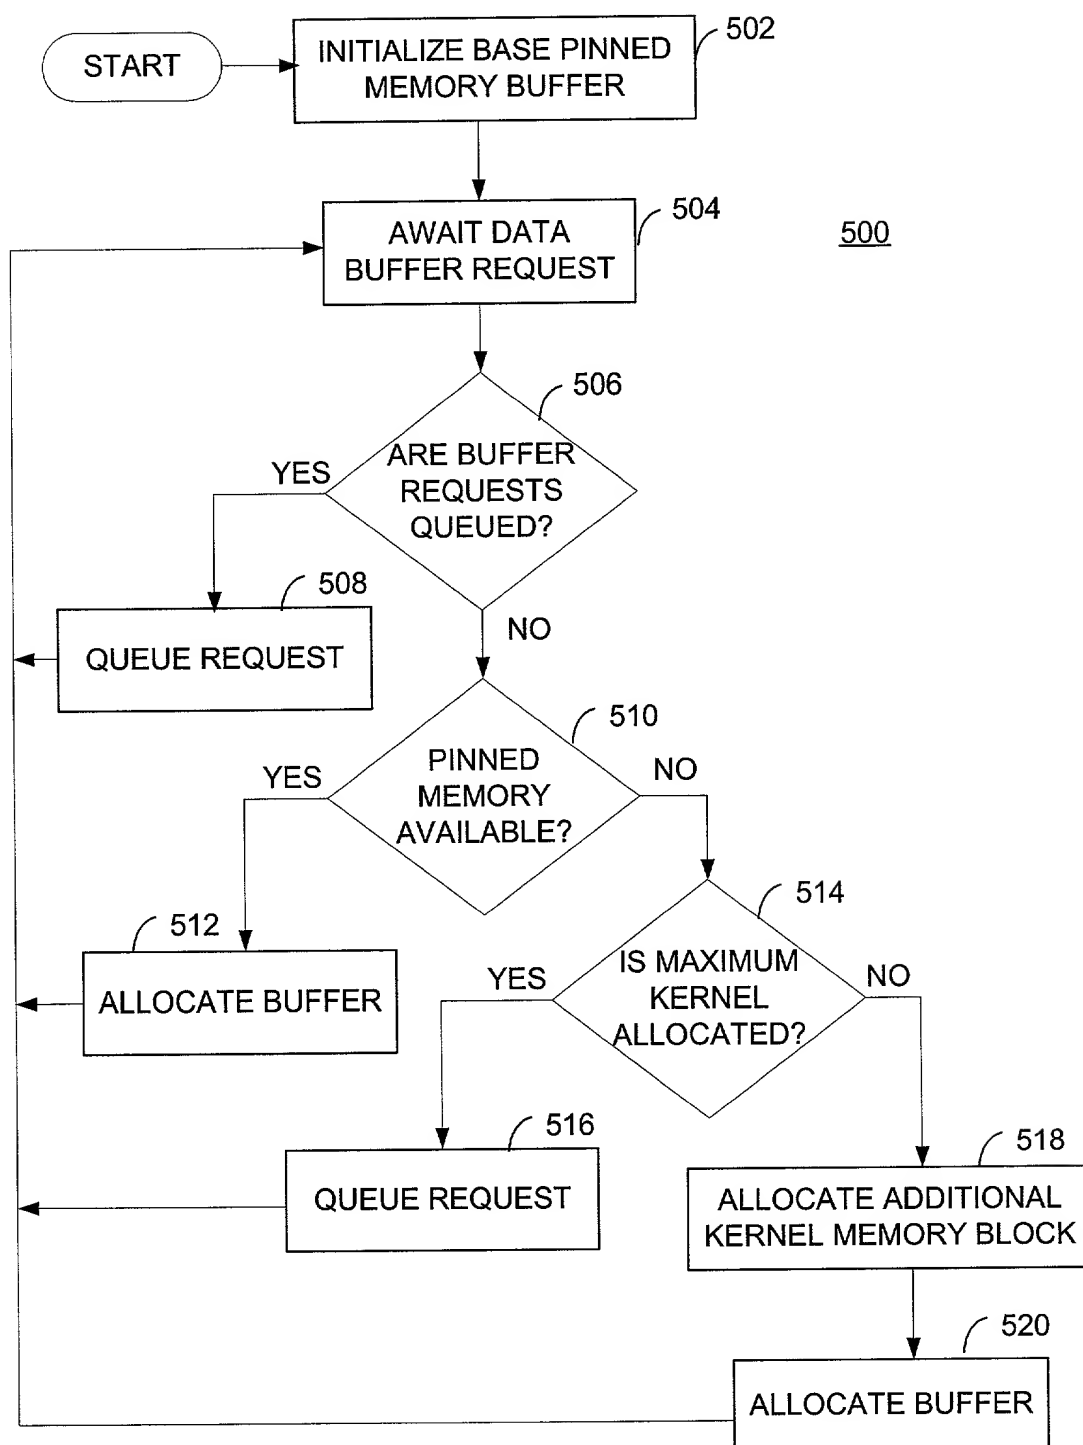 START
INITIALIZE BASE PINNED
MEMORY BUFFER
502
AWAIT DATA
BUFFER REQUEST
504
500
506
ARE BUFFER
REQUESTS
QUEUED?
YES
508
QUEUE REQUEST
NO
510
PINNED
MEMORY
AVAILABLE?
YES
NO
512
ALLOCATE BUFFER
514
IS MAXIMUM
KERNEL
ALLOCATED?
YES
NO
516
QUEUE REQUEST
518
ALLOCATE ADDITIONAL
KERNEL MEMORY BLOCK
520
ALLOCATE BUFFER